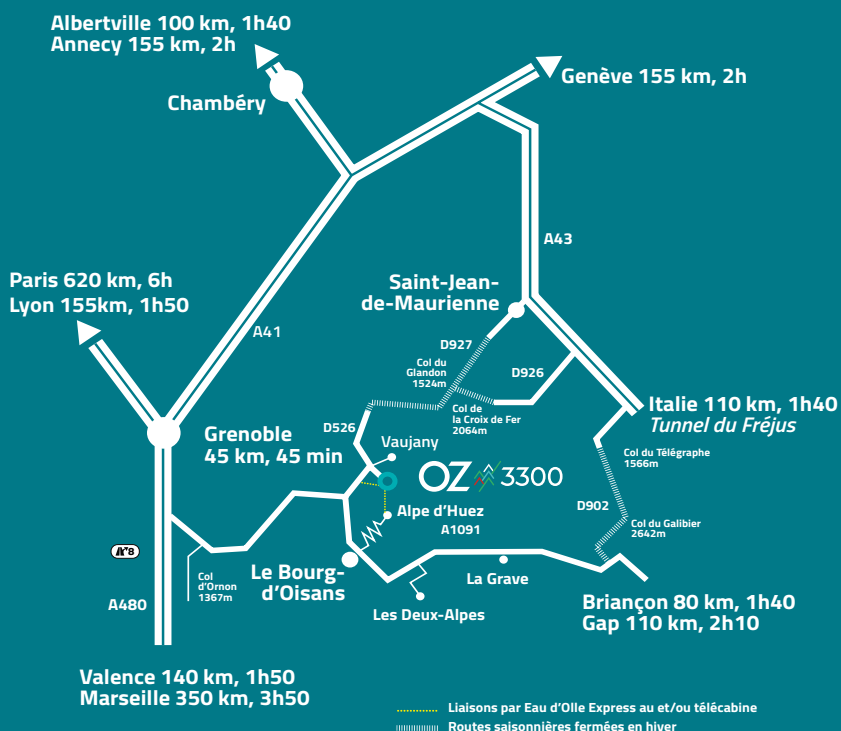 Albertville 100 km, 1h40
Annecy 155 km, 2h
Chambéry
Genève 155 km, 2h
A43
Paris 620 km, 6h
Lyon 155km, 1h50
Saint-Jean-
de-Maurienne
A41
D927
Col du
Glandon
1524m
D926
Col de
la Croix de Fer
2064m
Italie 110 km, 1h40
Tunnel du Fréjus
D526
Grenoble
45 km, 45 min
Vaujany
OZ 3300
Col du Télégraphe
1566m
D902
Alpe d'Huez
A1091
Col du Galibier
2642m
N°8
Col
d'Ornon
1367m
Le Bourg-
d'Oisans
La Grave
A480
Les Deux-Alpes
Briançon 80 km, 1h40
Gap 110 km, 2h10
Valence 140 km, 1h50
Marseille 350 km, 3h50
Liaisons par Eau d'Olle Express au et/ou télécabine
Routes saisonnières fermées en hiver